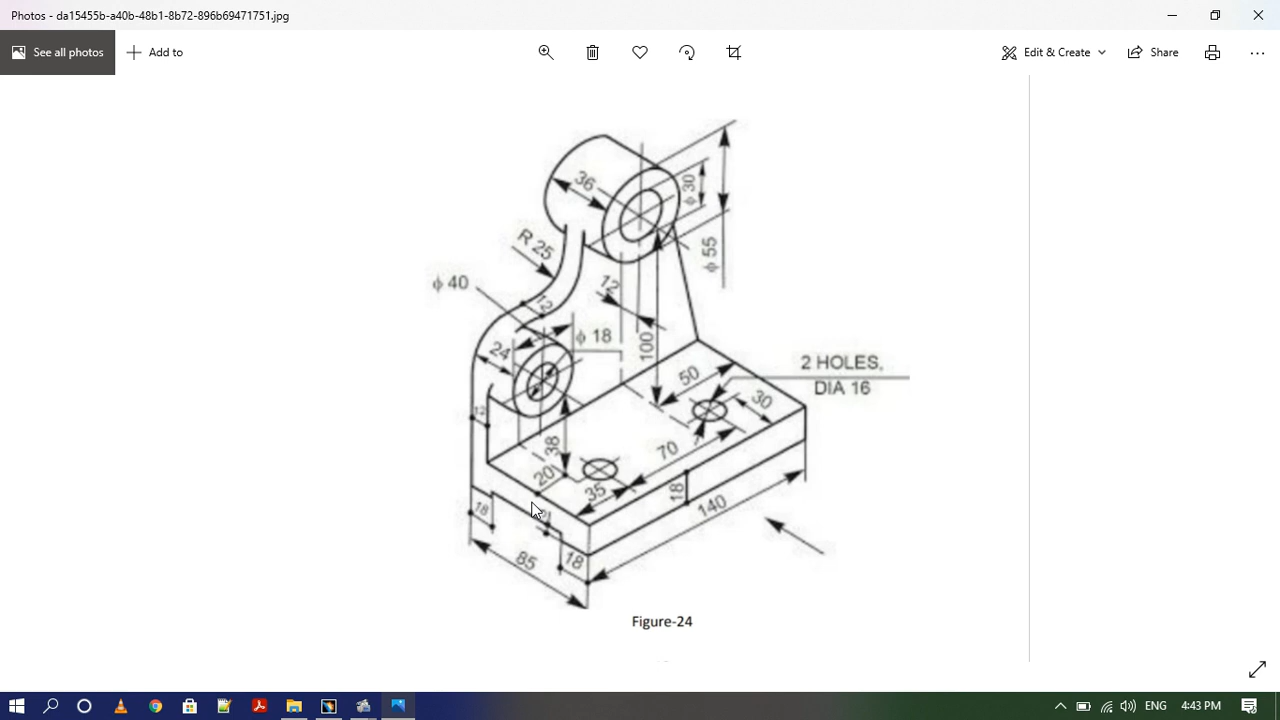 Photos - da15455b-a40b-48b1-8b72-896b69471751.jpg
See all photos
Add to
Edit & Create
Share
36
ϕ 30
ϕ 55
R 25
ϕ 40
12
12
ϕ 18
24
100
50
2 HOLES,
DIA 16
30
12
38
70
20
35
18
140
18
85
18
Figure-24
ENG
4:43 PM